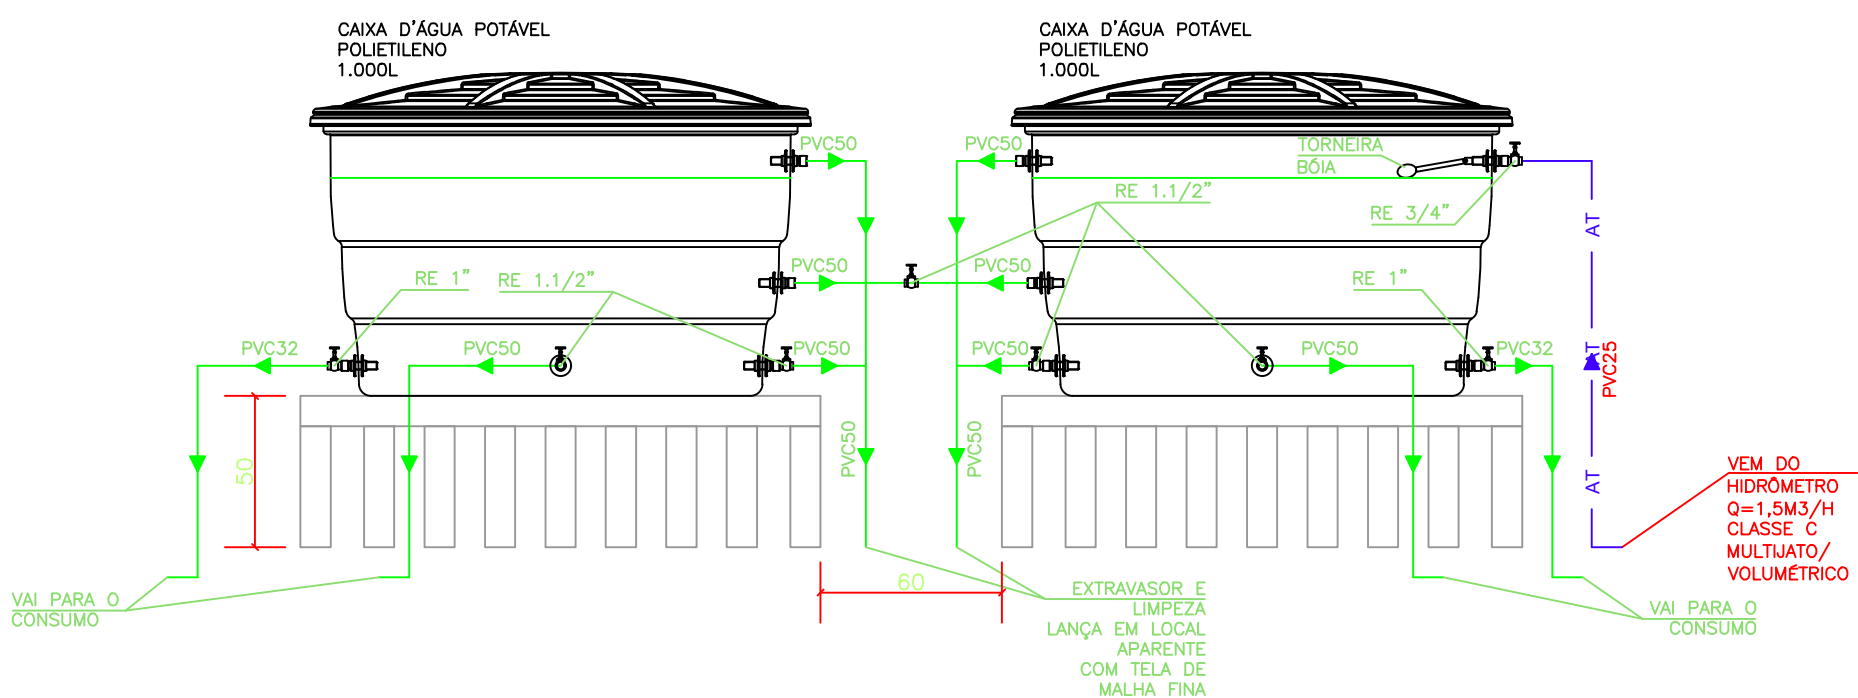 CAIXA D'ÁGUA POTÁVEL
POLIETILENO
1.000L
CAIXA D'ÁGUA POTÁVEL
POLIETILENO
1.000L
PVC50
PVC50
TORNEIRA
BÓIA
RE 1.1/2"
RE 3/4"
AT
PVC50
PVC50
RE 1"
RE 1.1/2"
RE 1"
PVC32
PVC50
PVC50
PVC50
PVC50
PVC32
AT
PVC25
50
PVC50
PVC50
AT
VEM DO
HIDRÔMETRO
Q=1,5M3/H
CLASSE C
MULTIJATO/
VOLUMÉTRICO
60
VAI PARA O
CONSUMO
EXTRAVASOR E
LIMPEZA
LANÇA EM LOCAL
APARENTE
COM TELA DE
MALHA FINA
VAI PARA O
CONSUMO